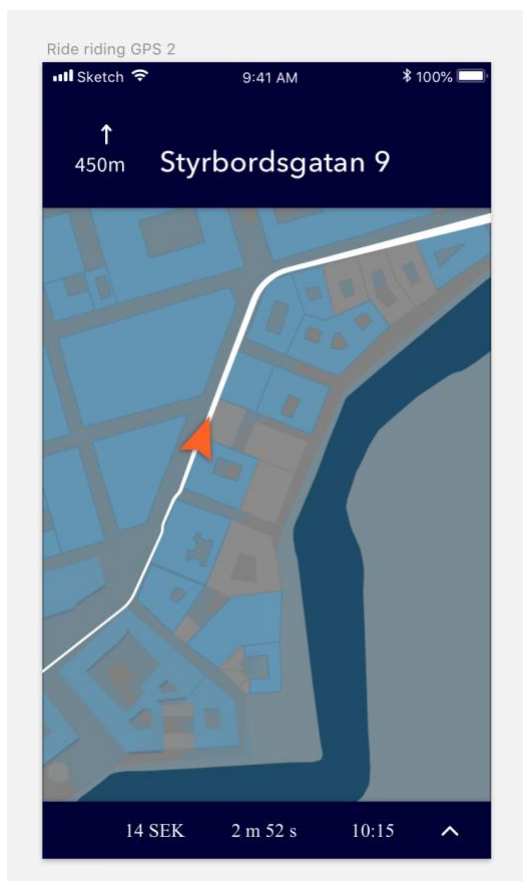 Ride riding GPS 2
Sketch 9:41 AM 100%
450m Styrbordsgatan 9
14 SEK 2 m 52 s 10:15